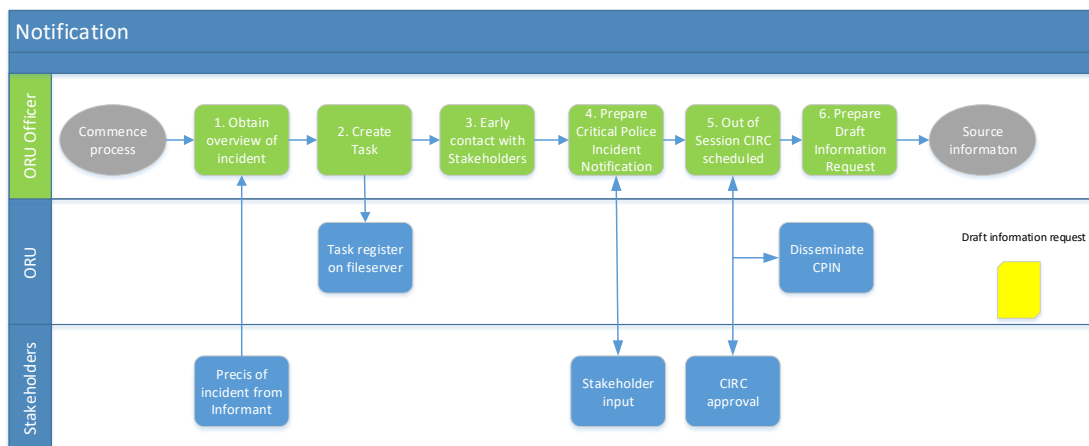 Notification
ORU Officer
Commence
process
1. Obtain
overview of
incident
2. Create
Task
3. Early
contact with
Stakeholders
4. Prepare
Critical Police
Incident
Notification
5. Out of
Session CIRC
scheduled
6. Prepare
Draft
Information
Request
Source
informaton
ORU
Task register
on fileserver
Disseminate
CPIN
Draft information request
Stakeholders
Precis of
incident from
Informant
Stakeholder
input
CIRC
approval